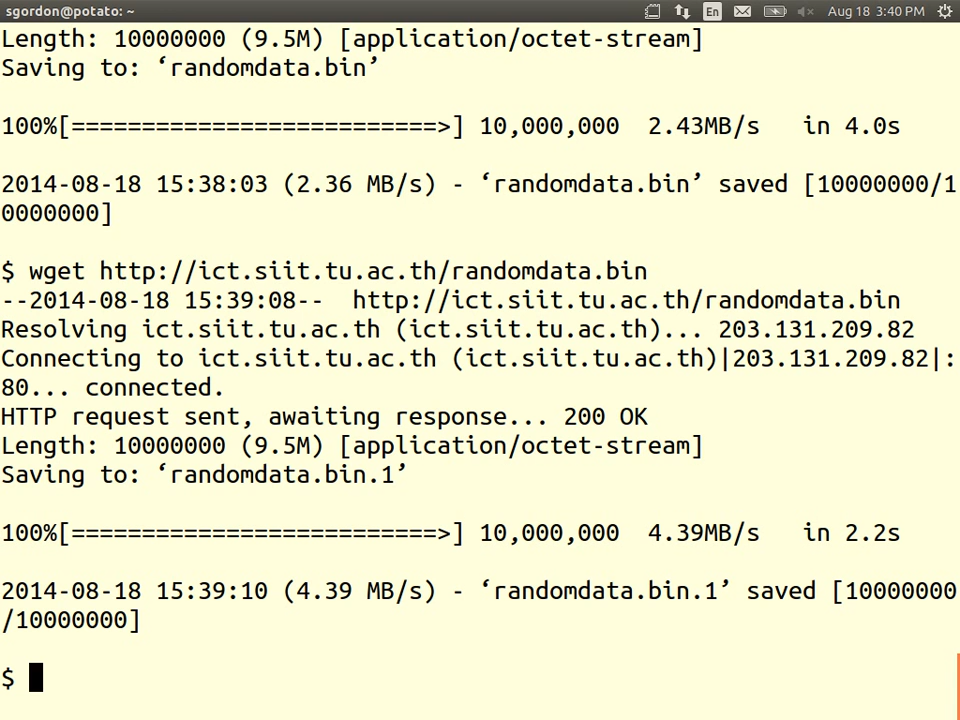 sgordon@potato: ~
En
Aug 18 3:40 PM
Length: 10000000 (9.5M) [application/octet-stream]
Saving to: ‘randomdata.bin’
100%[==========================>] 10,000,000  2.43MB/s   in 4.0s
2014-08-18 15:38:03 (2.36 MB/s) - ‘randomdata.bin’ saved [10000000/1
0000000]
$ wget http://ict.siit.tu.ac.th/randomdata.bin
--2014-08-18 15:39:08--  http://ict.siit.tu.ac.th/randomdata.bin
Resolving ict.siit.tu.ac.th (ict.siit.tu.ac.th)... 203.131.209.82
Connecting to ict.siit.tu.ac.th (ict.siit.tu.ac.th)|203.131.209.82|:
80... connected.
HTTP request sent, awaiting response... 200 OK
Length: 10000000 (9.5M) [application/octet-stream]
Saving to: ‘randomdata.bin.1’
100%[==========================>] 10,000,000  4.39MB/s   in 2.2s
2014-08-18 15:39:10 (4.39 MB/s) - ‘randomdata.bin.1’ saved [10000000
/10000000]
$